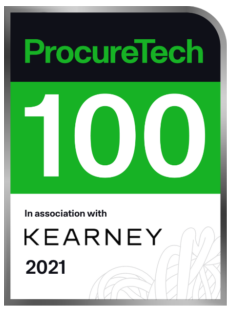 ProcureTech
100
In association with
KEARNEY
2021